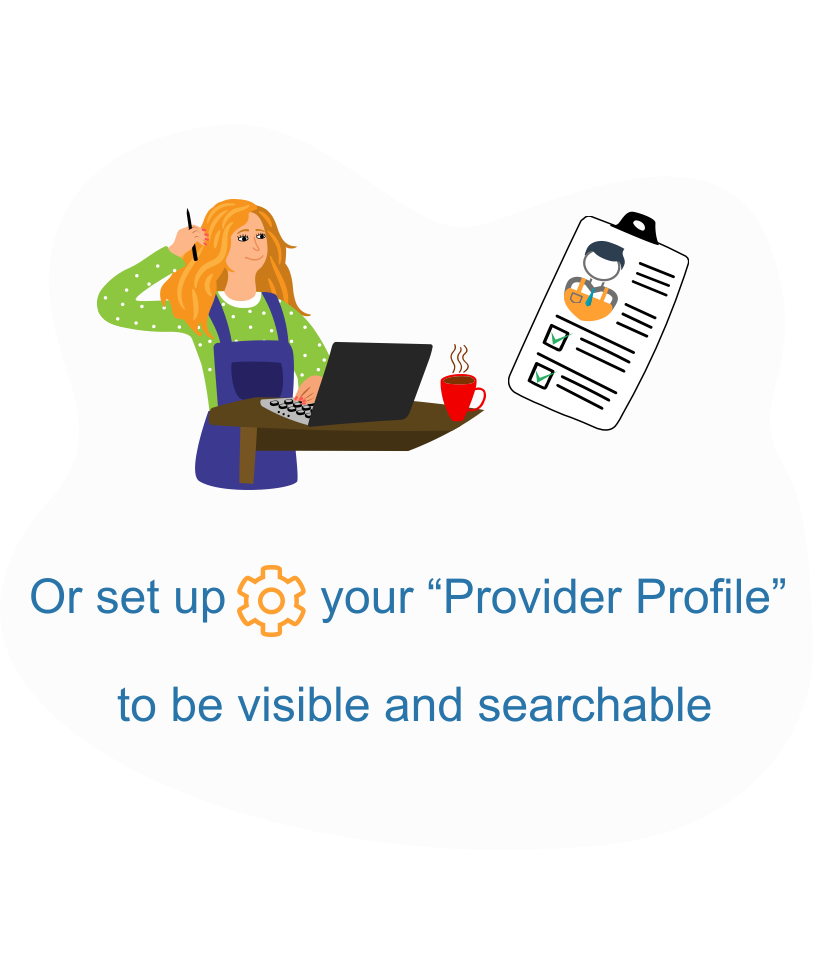 Or set up your “Provider Profile”
to be visible and searchable